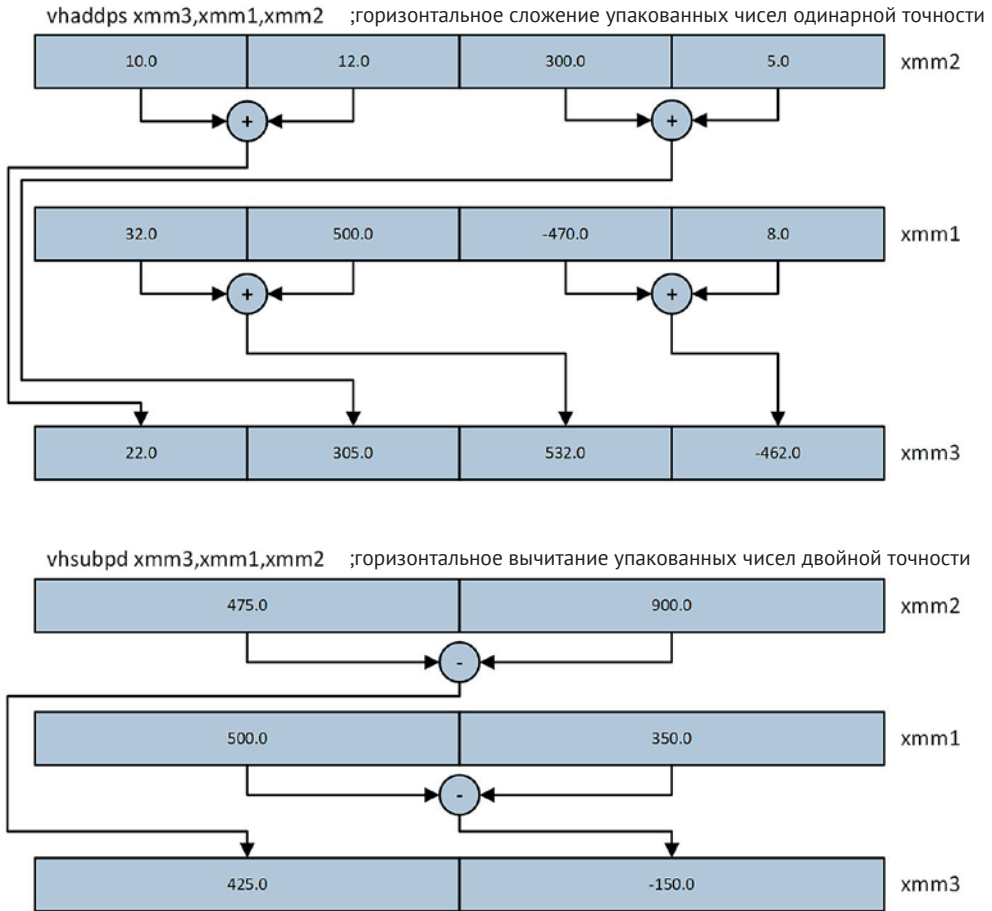 vhaddps xmm3,xmm1,xmm2 ;горизонтальное сложение упакованных чисел одинарной точности
10.0 12.0 300.0 5.0 xmm2
+ +
32.0 500.0 -470.0 8.0 xmm1
+ +
22.0 305.0 532.0 -462.0 xmm3
vhsubpd xmm3,xmm1,xmm2 ;горизонтальное вычитание упакованных чисел двойной точности
475.0 900.0 xmm2
-
500.0 350.0 xmm1
-
425.0 -150.0 xmm3